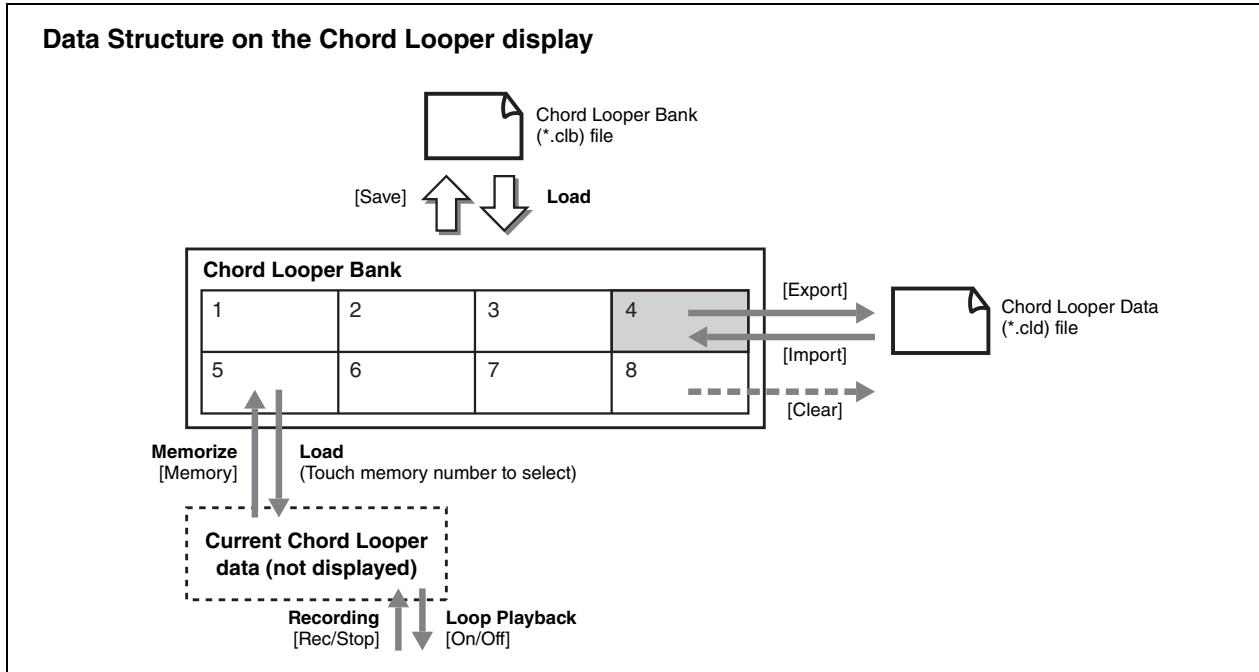 Data Structure on the Chord Looper display
Chord Looper Bank
(*.clb) file
[Save]
Load
Chord Looper Bank
1
2
3
4
[Export]
[Import]
Chord Looper Data
(*.cld) file
5
6
7
8
[Clear]
Memorize
[Memory]
Load
(Touch memory number to select)
Current Chord Looper
data (not displayed)
Recording
[Rec/Stop]
Loop Playback
[On/Off]